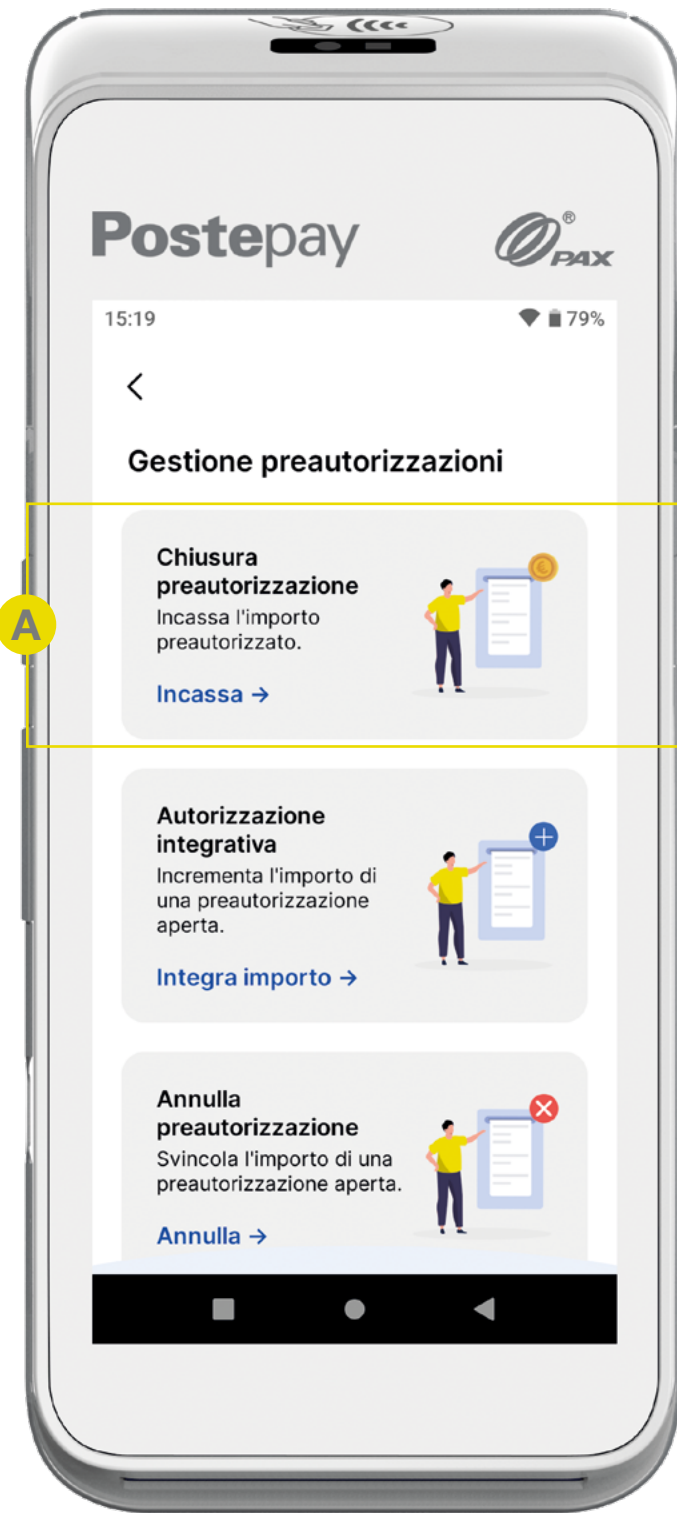 Postepay
PAX
15:19
79%
Gestione preautorizzazioni
Chiusura
preautorizzazione
Incassa l'importo
preautorizzato.
Incassa →
A
Autorizzazione
integrativa
Incrementa l'importo di
una preautorizzazione
aperta.
Integra importo →
Annulla
preautorizzazione
Svincola l'importo di una
preautorizzazione aperta.
Annulla →